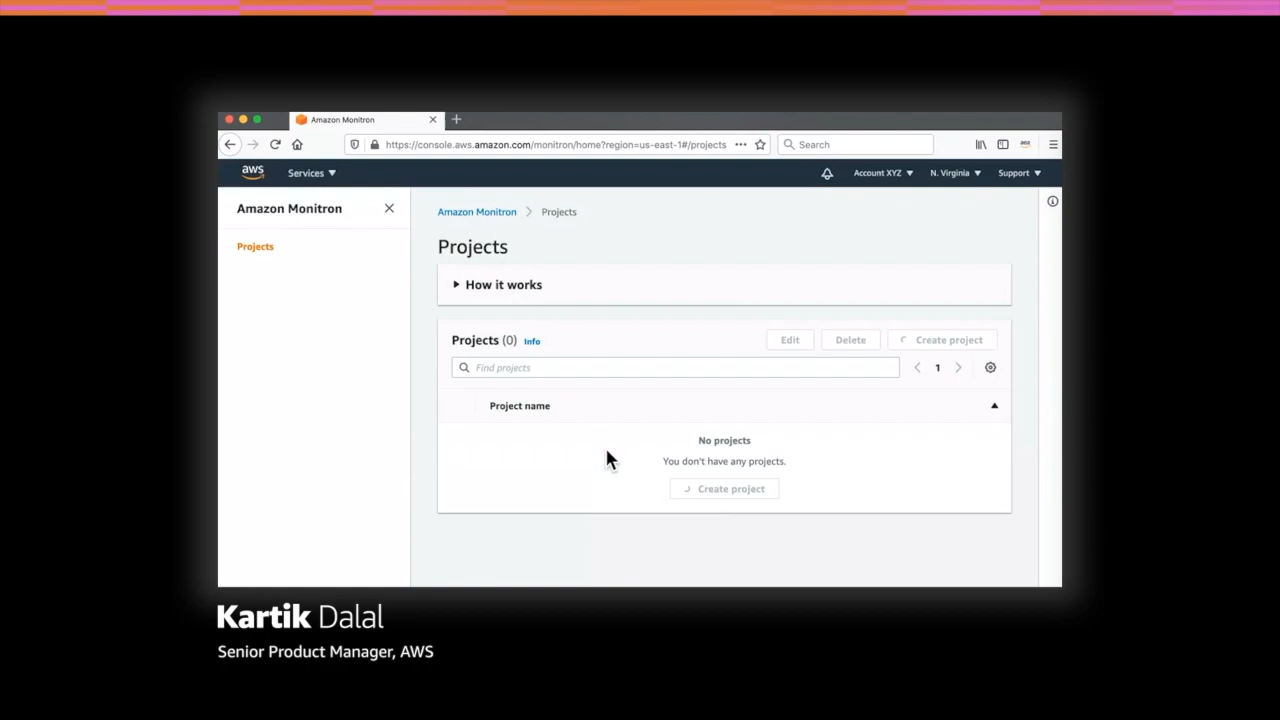 Amazon Monitron
https://console.aws.amazon.com/monitron/home?region=us-east-1#/projects
Search
aws
Services
Account XYZ
N. Virginia
Support
Amazon Monitron
Projects
Amazon Monitron
Projects
Projects
How it works
Projects (0) Info
Edit
Delete
Create project
Find projects
1
Project name
No projects
You don't have any projects.
Create project
Kartik Dalal
Senior Product Manager, AWS